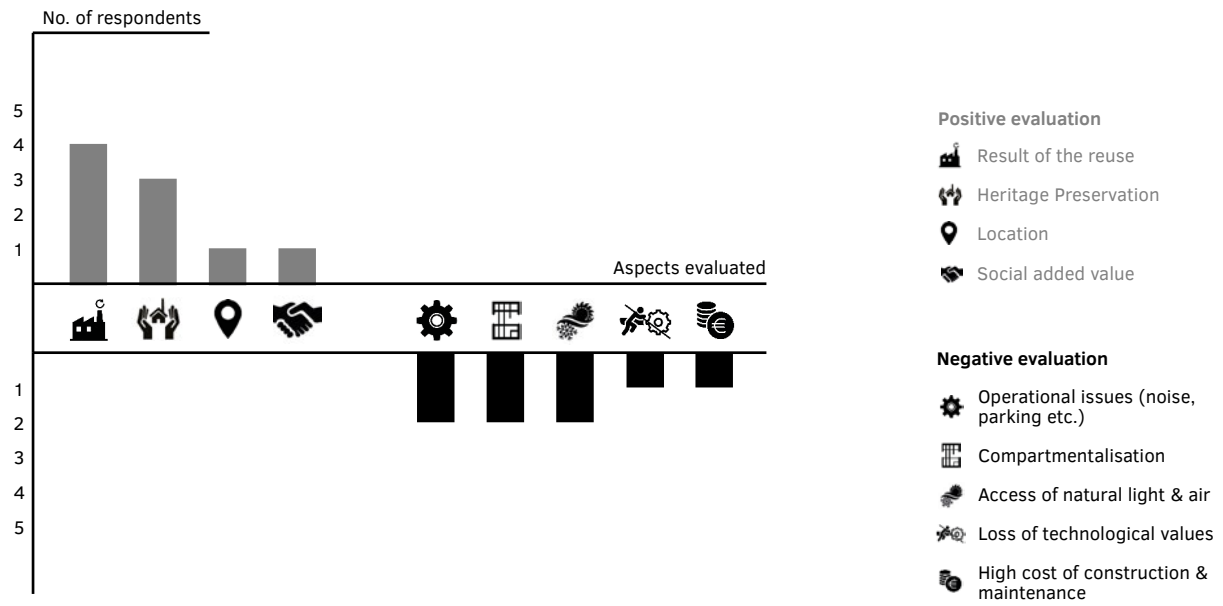 No. of respondents
5
4
3
2
1
Aspects evaluated
1
2
3
4
5
Positive evaluation
Result of the reuse
Heritage Preservation
Location
Social added value
Negative evaluation
Operational issues (noise,
parking etc.)
Compartmentalisation
Access of natural light & air
Loss of technological values
High cost of construction &
maintenance